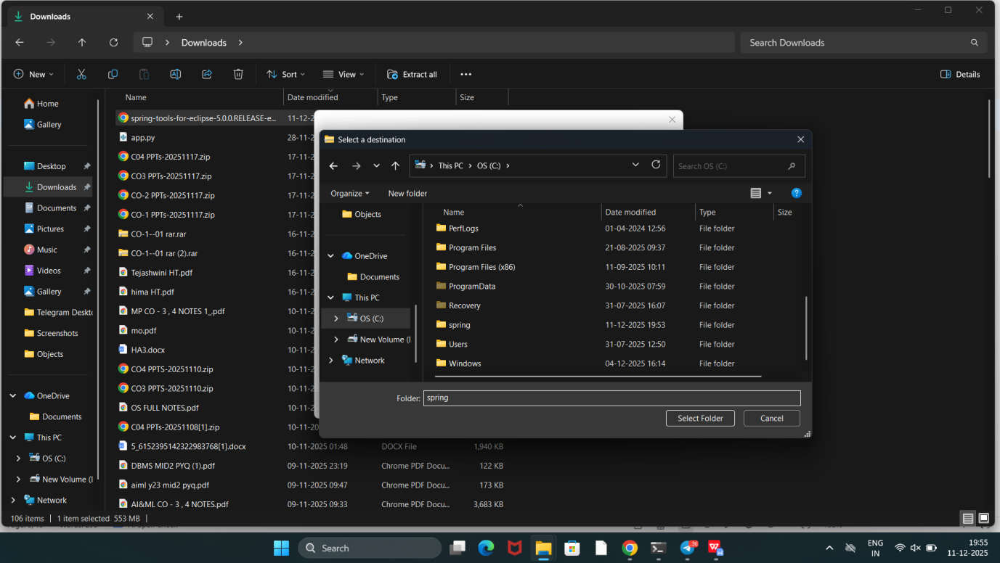 Downloads
Downloads
Search Downloads
New
Sort
View
Extract all
Details
Name
Date modified
Type
Size
Home
Gallery
Desktop
Downloads
Documents
Pictures
Music
Videos
Gallery
Telegram Deskto
Screenshots
Objects
OneDrive
Documents
This PC
OS (C:)
New Volume (
Network
spring-tools-for-eclipse-5.0.0.RELEASE-e... 11-12-2
app.py 28-11-2
C04 PPTs-20251117.zip 17-11-2
CO3 PPTs-20251117.zip 17-11-2
CO-2 PPTs-20251117.zip 17-11-2
CO-1 PPTs-20251117.zip 17-11-2
CO-1--01 rar.rar 16-11-2
CO-1--01 rar (2).rar 16-11-2
Tejashwini HT.pdf 16-11-2
hima HT.pdf 16-11-2
MP CO - 3 , 4 NOTES 1_.pdf 10-11-2
mo.pdf 10-11-2
HA3.docx 10-11-2
CO4 PPTS-20251110.zip 10-11-2
CO3 PPTS-20251110.zip 10-11-2
OS FULL NOTES.pdf 10-11-2
C04 PPTs-20251108[1].zip 10-11-20
5_6152395142322983768[1].docx 10-11-2025 01:48 DOCX File 1,940 KB
DBMS MID2 PYQ (1).pdf 09-11-2025 23:19 Chrome PDF Docu... 122 KB
aiml y23 mid2 pyq.pdf 09-11-2025 09:47 Chrome PDF Docu... 173 KB
AI&ML CO - 3 , 4 NOTES.pdf 09-11-2025 09:33 Chrome PDF Docu... 3,683 KB
Select a destination
This PC > OS (C:) >
Search OS (C:)
Organize
New folder
Objects
OneDrive
Documents
This PC
OS (C:)
New Volume (
Network
Name Date modified Type Size
PerfLogs 01-04-2024 12:56 File folder
Program Files 21-08-2025 09:37 File folder
Program Files (x86) 11-09-2025 10:11 File folder
ProgramData 30-10-2025 07:59 File folder
Recovery 31-07-2025 16:07 File folder
spring 11-12-2025 19:53 File folder
Users 31-07-2025 12:50 File folder
Windows 04-12-2025 16:14 File folder
Folder: spring
Select Folder
Cancel
106 items
1 item selected 553 MB
Search
36
W
ENG
IN
19:55
11-12-2025